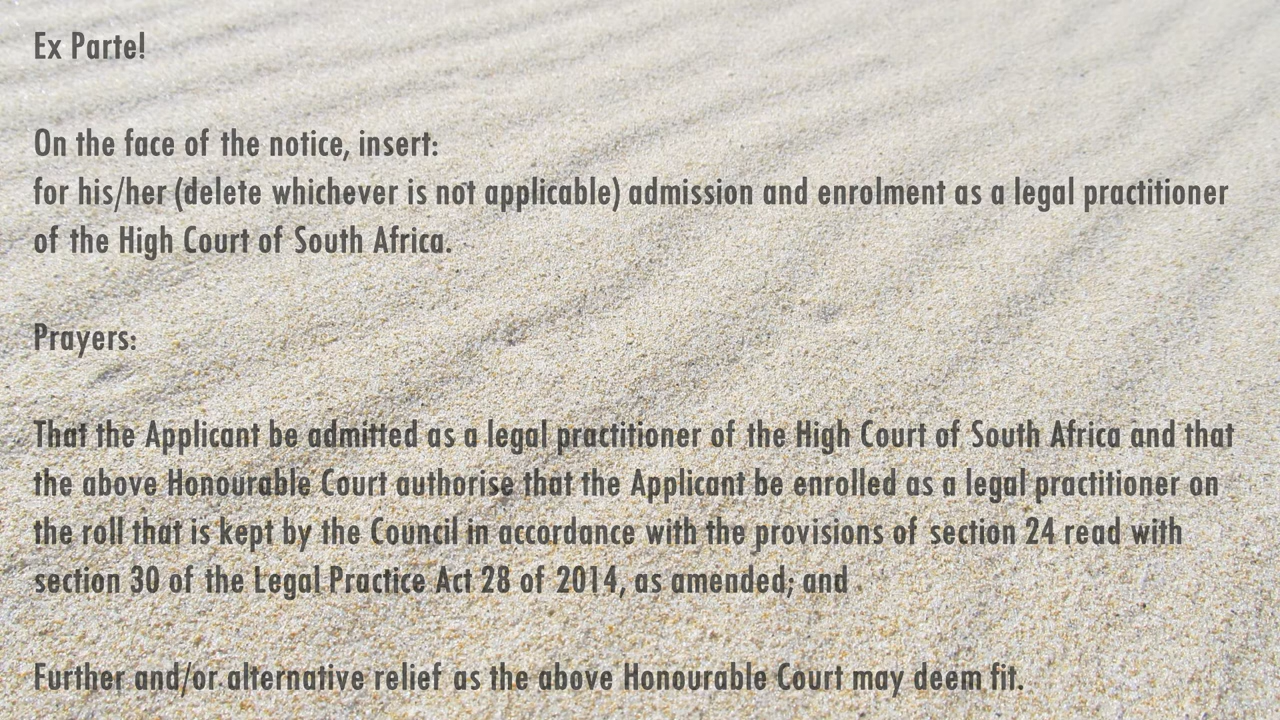 Ex Parte!
On the face of the notice, insert:
for his/her (delete whichever is not applicable) admission and enrolment as a legal practitioner
of the High Court of South Africa.
Prayers:
That the Applicant be admitted as a legal practitioner of the High Court of South Africa and that
the above Honourable Court authorise that the Applicant be enrolled as a legal practitioner on
the roll that is kept by the Council in accordance with the provisions of section 24 read with
section 30 of the Legal Practice Act 28 of 2014, as amended; and
Further and/or alternative relief as the above Honourable Court may deem fit.